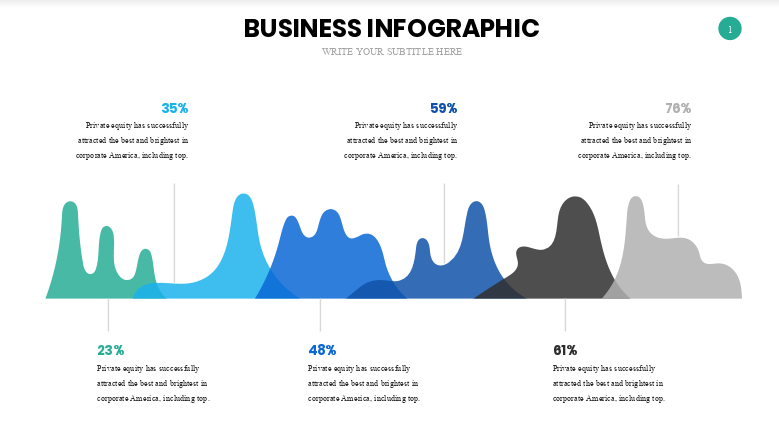 BUSINESS INFOGRAPHIC
1
WRITE YOUR SUBTITLE HERE
35%
Private equity has successfully
attracted the best and brightest in
corporate America, including top.
59%
Private equity has successfully
attracted the best and brightest in
corporate America, including top.
76%
Private equity has successfully
attracted the best and brightest in
corporate America, including top.
23%
Private equity has successfully
attracted the best and brightest in
corporate America, including top.
48%
Private equity has successfully
attracted the best and brightest in
corporate America, including top.
61%
Private equity has successfully
attracted the best and brightest in
corporate America, including top.